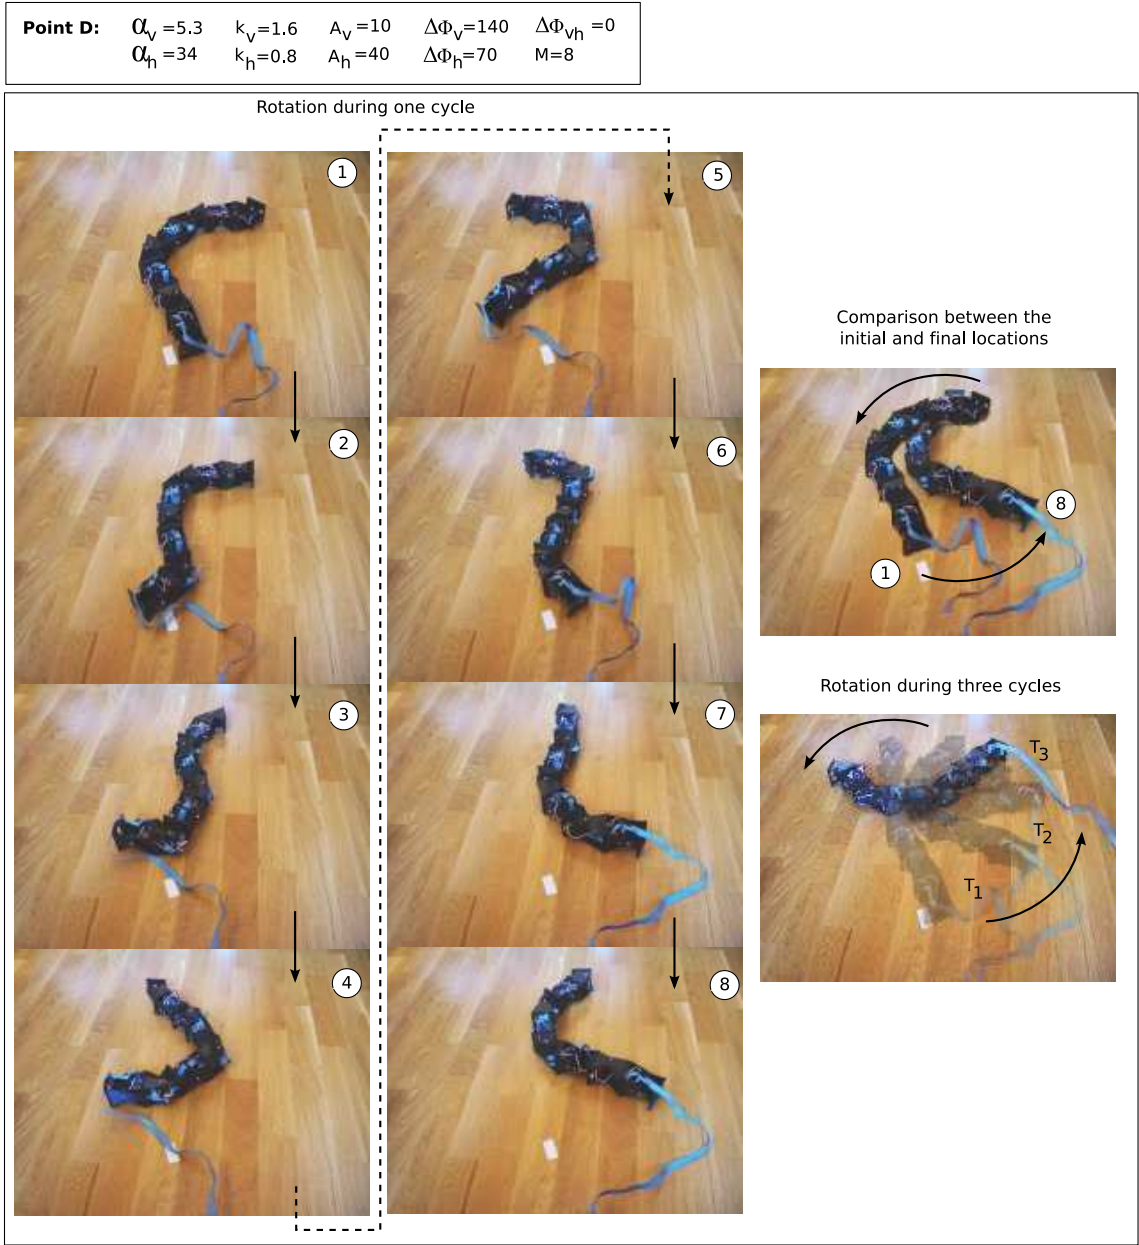 Point D: αv =5.3 kv=1.6 Av=10 ΔΦv=140 ΔΦvh =0
αh =34 kh=0.8 Ah=40 ΔΦh=70 M=8
Rotation during one cycle
1
2
3
4
5
6
7
8
Comparison between the
initial and final locations
8
1
Rotation during three cycles
T3
T2
T1